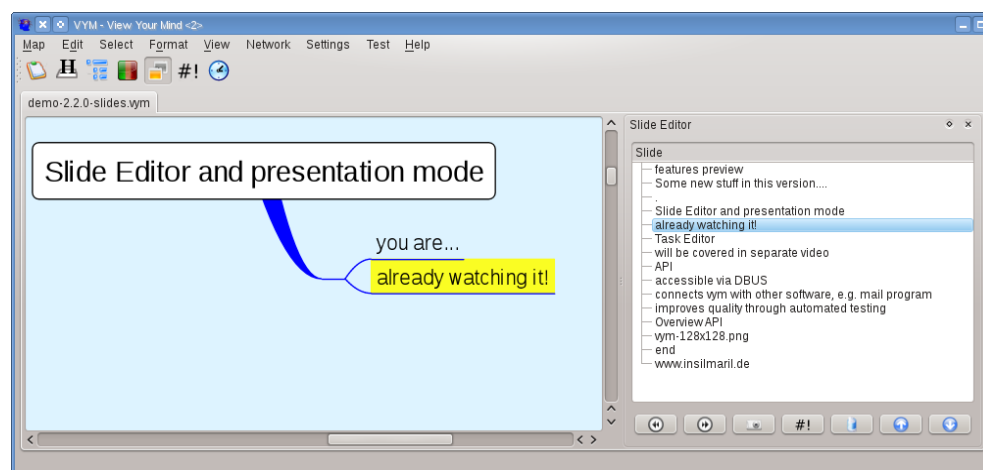 VYM - View Your Mind <2>
Map Edit Select Format View Network Settings Test Help
#!
demo-2.2.0-slides.vym
Slide Editor and presentation mode
you are...
already watching it!
Slide Editor
Slide
features preview
Some new stuff in this version....
.
Slide Editor and presentation mode
already watching it!
Task Editor
will be covered in separate video
API
accessible via DBUS
connects vym with other software, e.g. mail program
improves quality through automated testing
Overview API
vym-128x128.png
end
www.insilmaril.de
#!